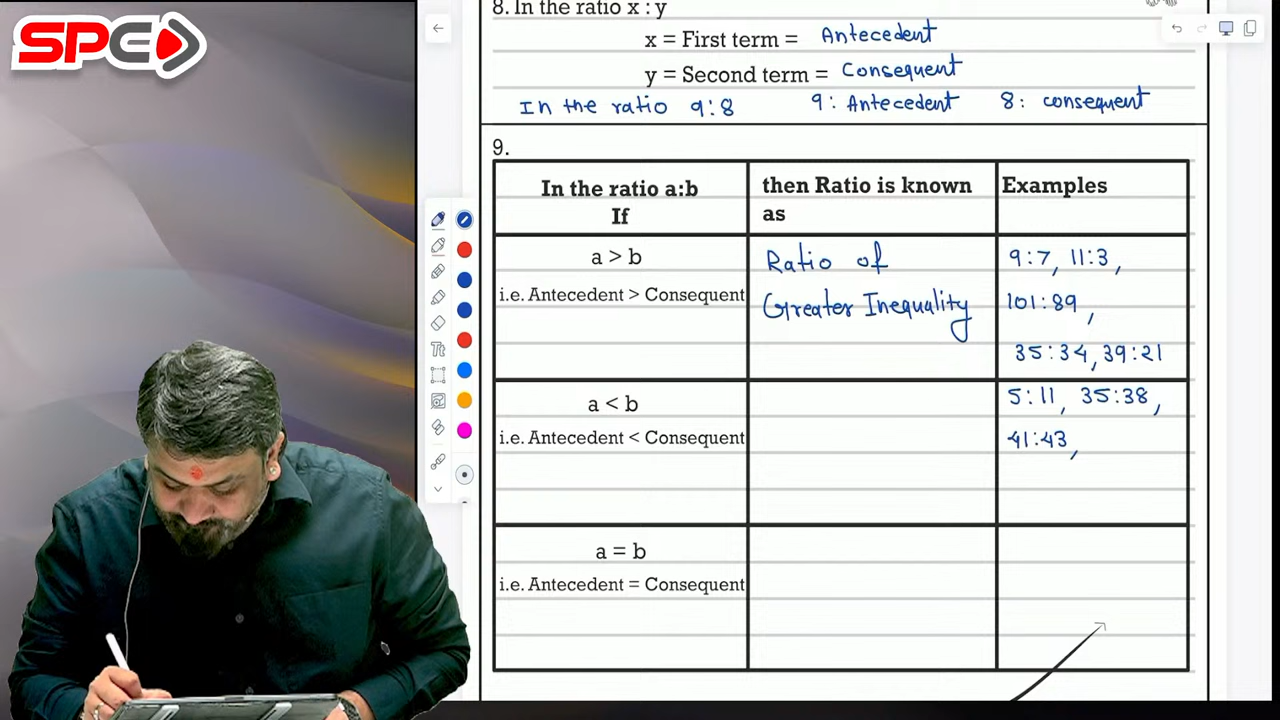 SPC
8. In the ratio x : y
x = First term = Antecedent
y = Second term = Consequent
In the ratio 9:8 9: Antecedent 8: consequent
9.
In the ratio a:b
If
then Ratio is known
as
Examples
a > b
i.e. Antecedent > Consequent
Ratio of
Greater Inequality
9:7, 11:3,
101:89,
35:34, 39:21
a < b
i.e. Antecedent < Consequent
5:11, 35:38,
41:43,
a = b
i.e. Antecedent = Consequent
Tt